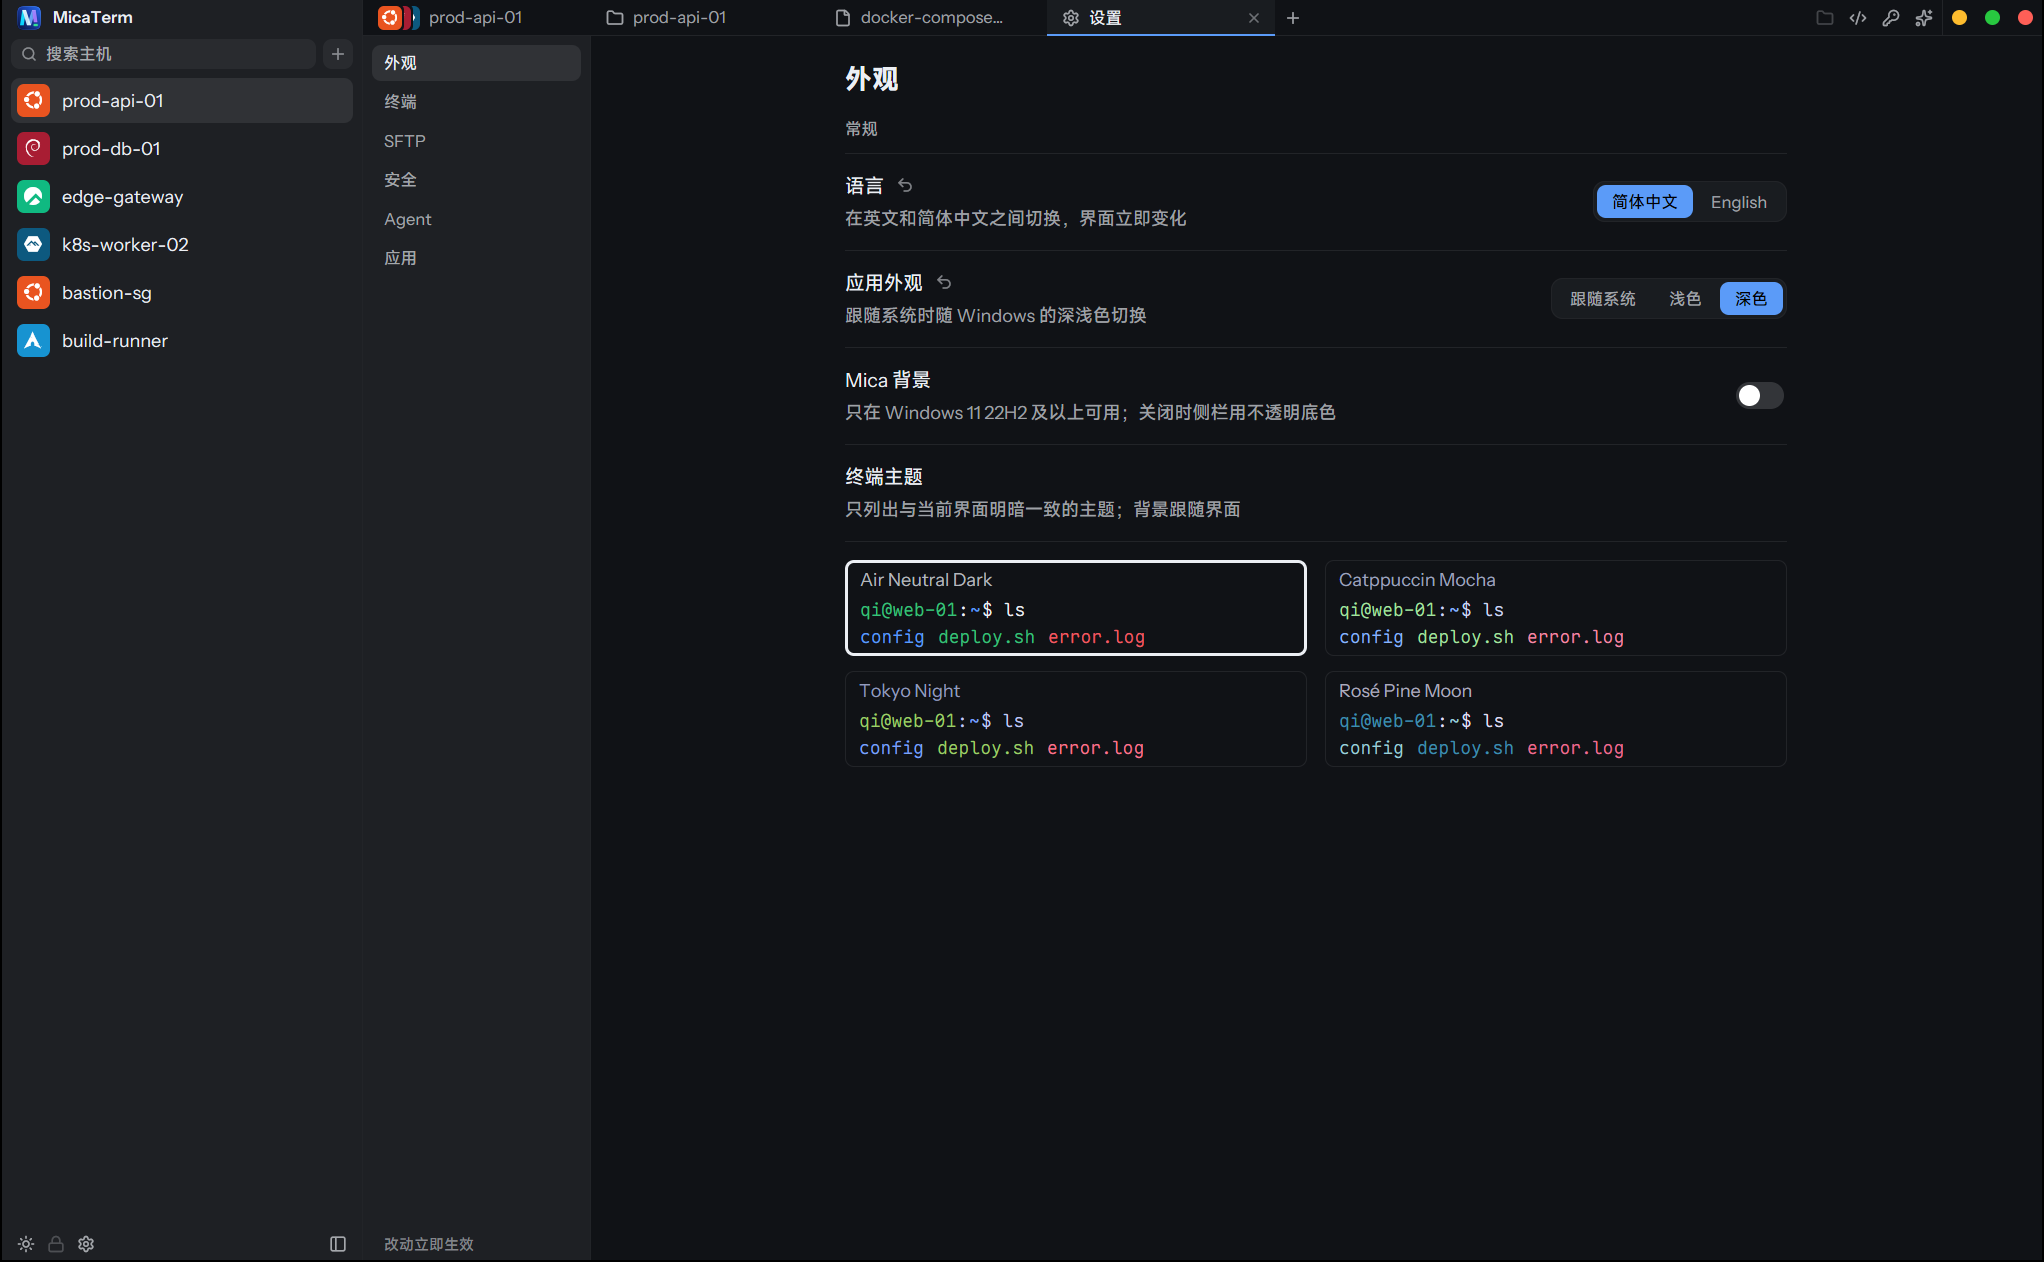 MicaTerm
prod-api-01
prod-api-01
docker-compose...
设置
搜索主机
prod-api-01
prod-db-01
edge-gateway
k8s-worker-02
bastion-sg
build-runner
外观
终端
SFTP
安全
Agent
应用
改动立即生效
外观
常规
语言
在英文和简体中文之间切换，界面立即变化
简体中文
English
应用外观
跟随系统时随 Windows 的深浅色切换
跟随系统
浅色
深色
Mica 背景
只在 Windows 11 22H2 及以上可用；关闭时侧栏用不透明底色
终端主题
只列出与当前界面明暗一致的主题；背景跟随界面
Air Neutral Dark
qi@web-01:~$ ls
config deploy.sh error.log
Catppuccin Mocha
qi@web-01:~$ ls
config deploy.sh error.log
Tokyo Night
qi@web-01:~$ ls
config deploy.sh error.log
Rosé Pine Moon
qi@web-01:~$ ls
config deploy.sh error.log